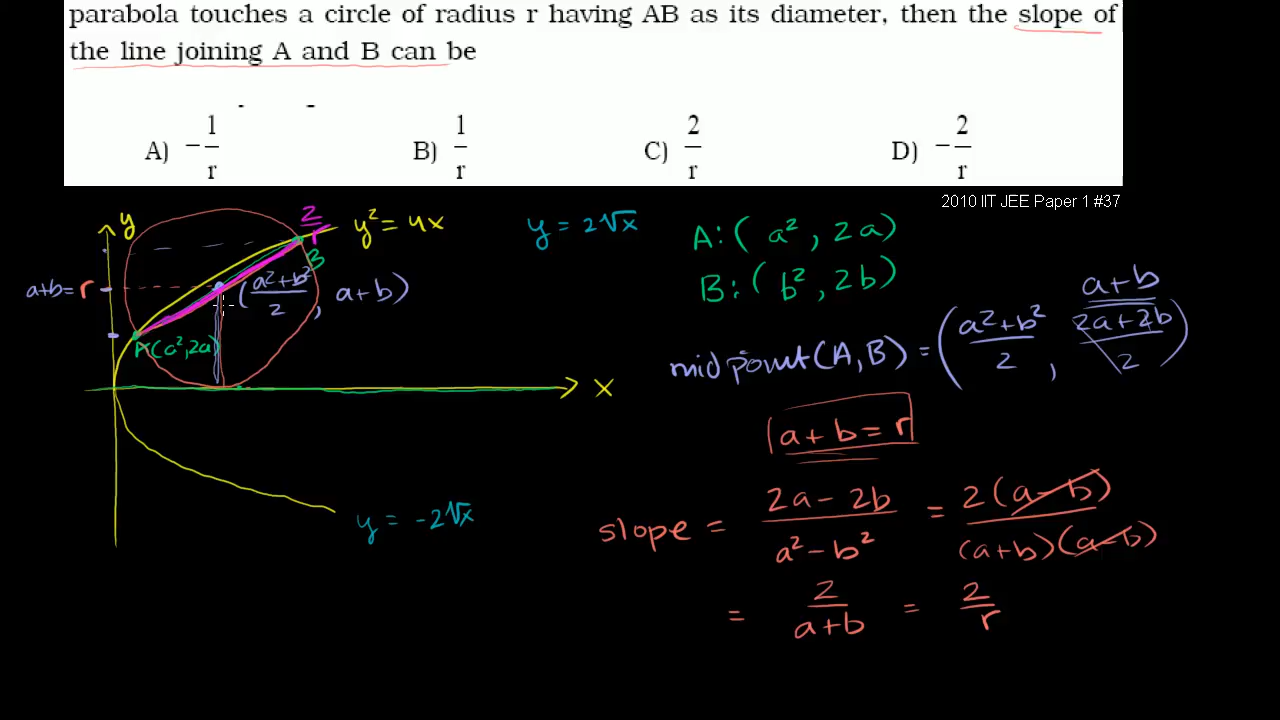 parabola touches a circle of radius r having AB as its diameter, then the slope of
the line joining A and B can be
A) −1/r B) 1/r C) 2/r D) −2/r
2010 IIT JEE Paper 1 #37
y
2/r
y² = 4x
y = 2√x
A: (a², 2a)
B
B: (b², 2b)
a+b = r
((a²+b²)/2, a+b)
A(a², 2a)
a+b
midpoint(A, B) = ((a²+b²)/2, (2a+2b)/2)
x
a + b = r
slope = (2a − 2b)/(a² − b²) = 2(a − b)/((a+b)(a−b))
y = −2√x
= 2/(a+b) = 2/r